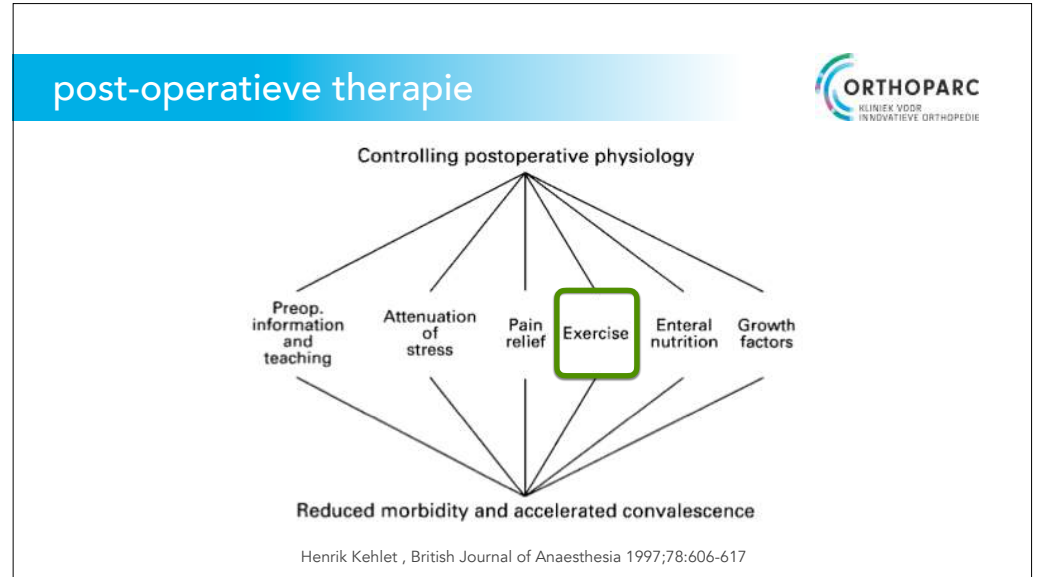 post-operatieve therapie
ORTHOPARC
KLINIEK VOOR
INNOVATIEVE ORTHOPEDIE
Controlling postoperative physiology
Preop.
information
and
teaching
Attenuation
of
stress
Pain
relief
Exercise
Enteral
nutrition
Growth
factors
Reduced morbidity and accelerated convalescence
Henrik Kehlet , British Journal of Anaesthesia 1997;78:606-617